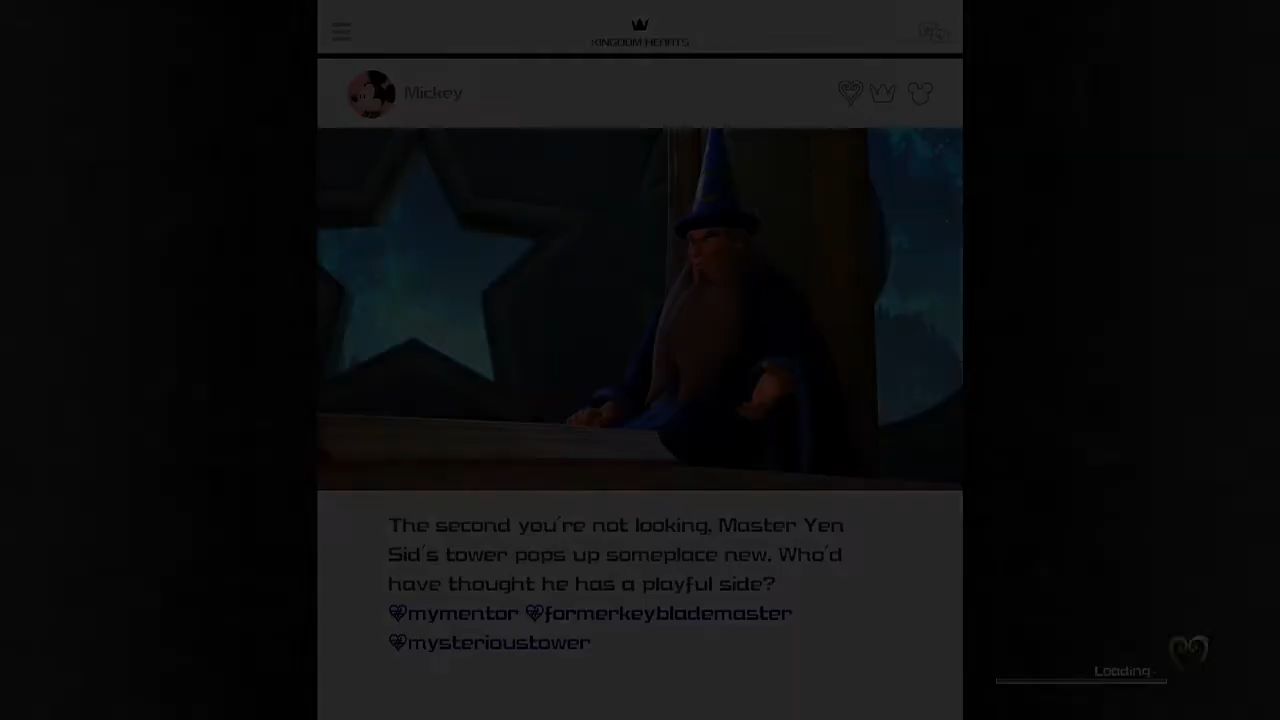 KINGDOM HEARTS
Mickey
The second you're not looking, Master Yen
Sid's tower pops up someplace new. Who'd
have thought he has a playful side?
mymentor formerkeyblademaster
mysterioustower
Loading